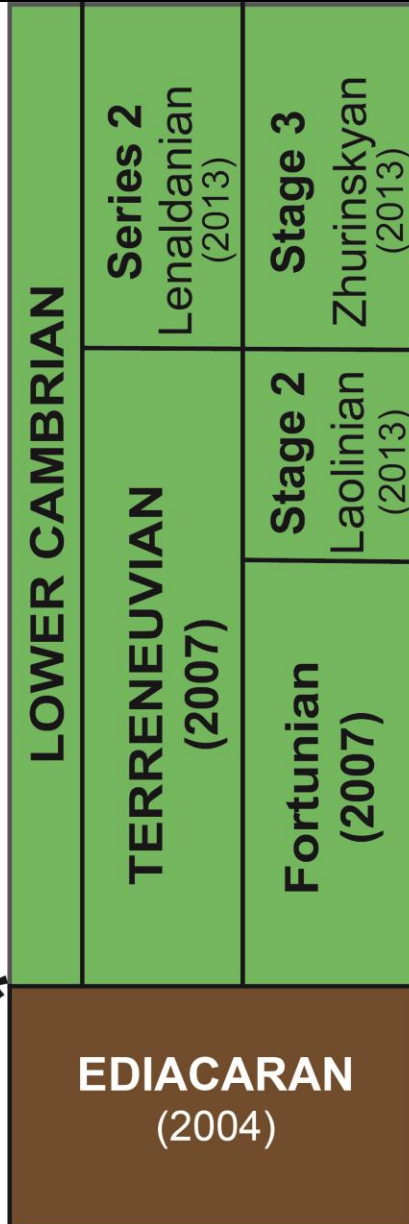 LOWER CAMBRIAN
Series 2
Lenaldanian
(2013)
Stage 3
Zhurinskyan
(2013)
TERRENEUVIAN
(2007)
Stage 2
Laolinian
(2013)
Fortunian
(2007)
EDIACARAN
(2004)